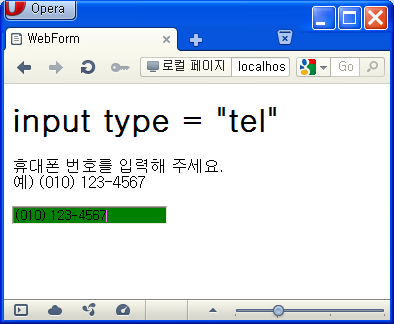 Opera
WebForm
로컬 페이지
localhos
Go
input type = "tel"
휴대폰 번호를 입력해 주세요.
예) (010) 123-4567
(010) 123-4567